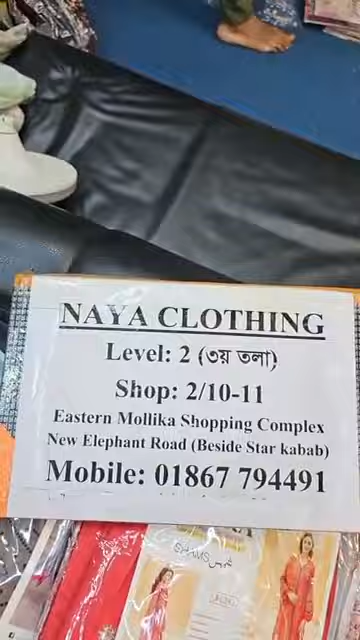 NAYA CLOTHING
Level: 2 (৩য় তলা)
Shop: 2/10-11
Eastern Mollika Shopping Complex
New Elephant Road (Beside Star kabab)
Mobile: 01867 794491
SHAMS